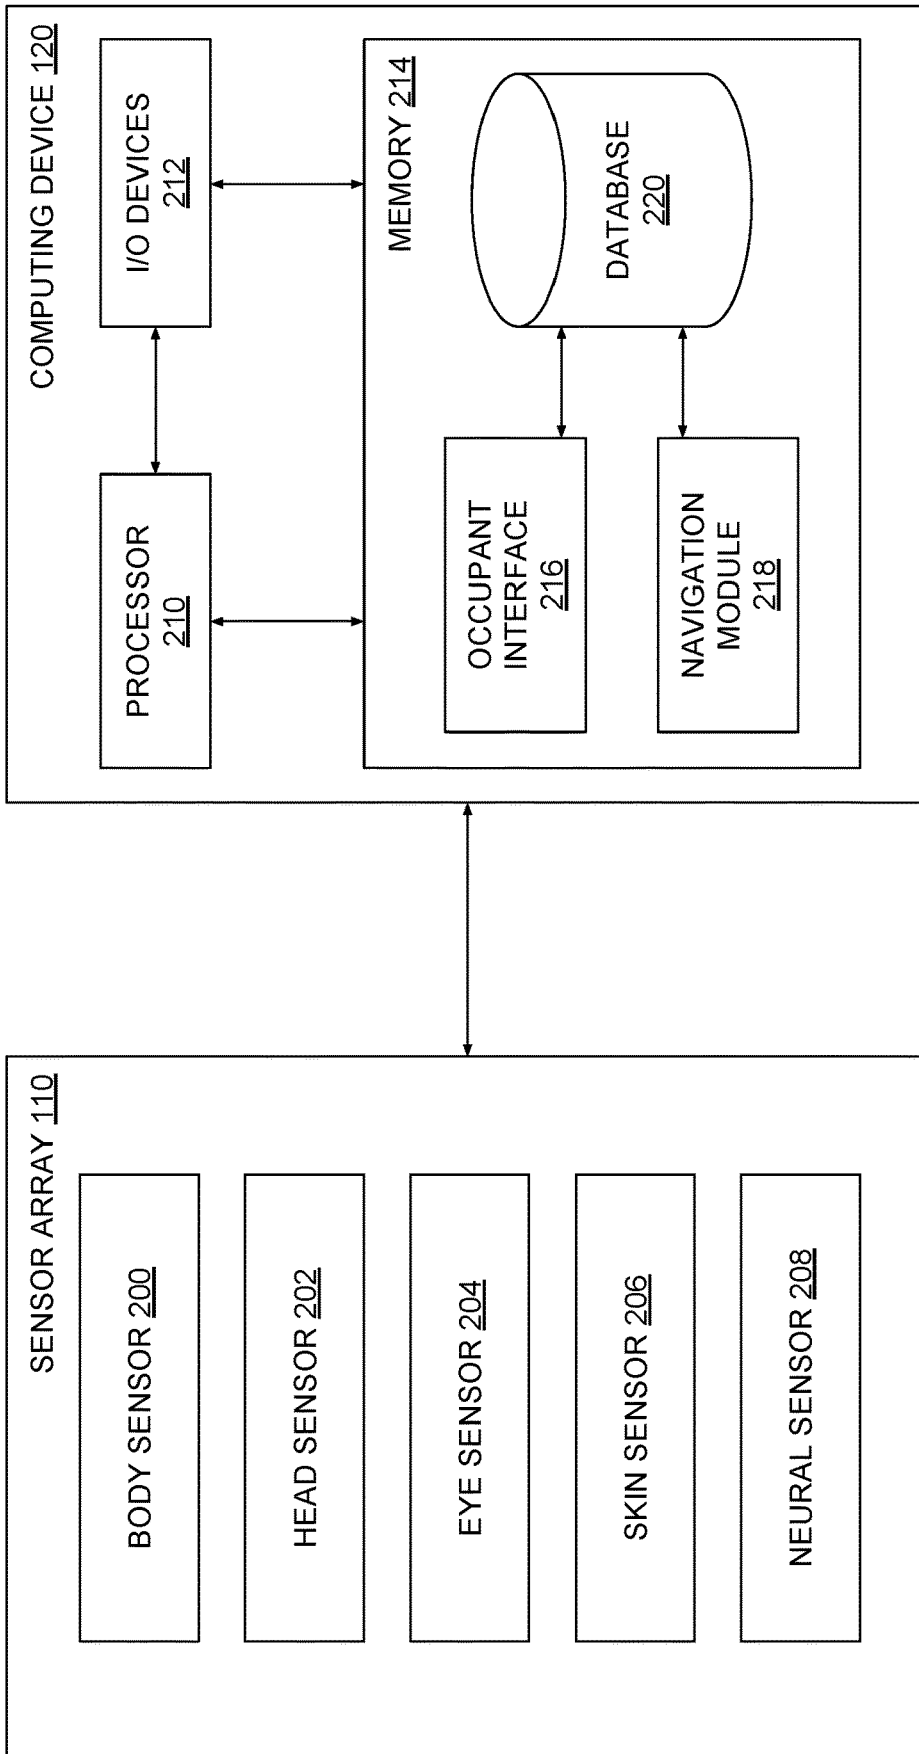 SENSOR ARRAY 110
BODY SENSOR 200
HEAD SENSOR 202
EYE SENSOR 204
SKIN SENSOR 206
NEURAL SENSOR 208
COMPUTING DEVICE 120
PROCESSOR
210
I/O DEVICES
212
MEMORY 214
OCCUPANT
INTERFACE
216
NAVIGATION
MODULE
218
DATABASE
220